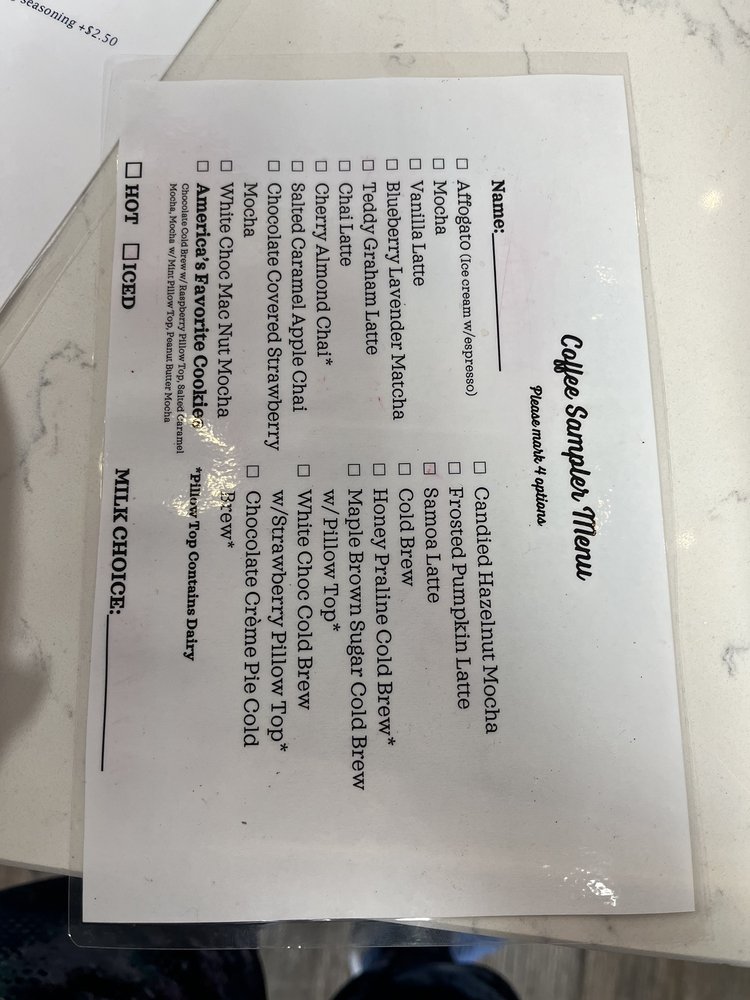 seasoning +$2.50
Coffee Sampler Menu
Please mark 4 options
Name:
☐ Affogato (Ice cream w/espresso)
☐ Mocha
☐ Vanilla Latte
☐ Blueberry Lavender Matcha
☐ Teddy Graham Latte
☐ Chai Latte
☐ Cherry Almond Chai*
☐ Salted Caramel Apple Chai
☐ Chocolate Covered Strawberry
Mocha
☐ White Choc Mac Nut Mocha
☐ America's Favorite Cookies
Chocolate Cold Brew w/ Raspberry Pillow Top, Salted Caramel
Mocha, Mocha w/ Mint Pillow Top, Peanut Butter Mocha
☐ HOT ☐ ICED
☐ Candied Hazelnut Mocha
☐ Frosted Pumpkin Latte
☐ Samoa Latte
☐ Cold Brew
☐ Honey Praline Cold Brew*
☐ Maple Brown Sugar Cold Brew
w/ Pillow Top*
☐ White Choc Cold Brew
w/Strawberry Pillow Top*
☐ Chocolate Crème Pie Cold
Brew*
*Pillow Top Contains Dairy
MILK CHOICE: